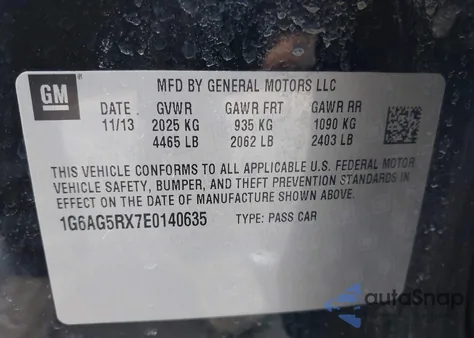 GM
MFD BY GENERAL MOTORS LLC
DATE GVWR GAWR FRT GAWR RR
11/13 2025 KG 935 KG 1090 KG
4465 LB 2062 LB 2403 LB
THIS VEHICLE CONFORMS TO ALL APPLICABLE U.S. FEDERAL MOTOR
VEHICLE SAFETY, BUMPER, AND THEFT PREVENTION STANDARDS IN
EFFECT ON THE DATE OF MANUFACTURE SHOWN ABOVE.
1G6AG5RX7E0140635 TYPE: PASS CAR
autoSnap